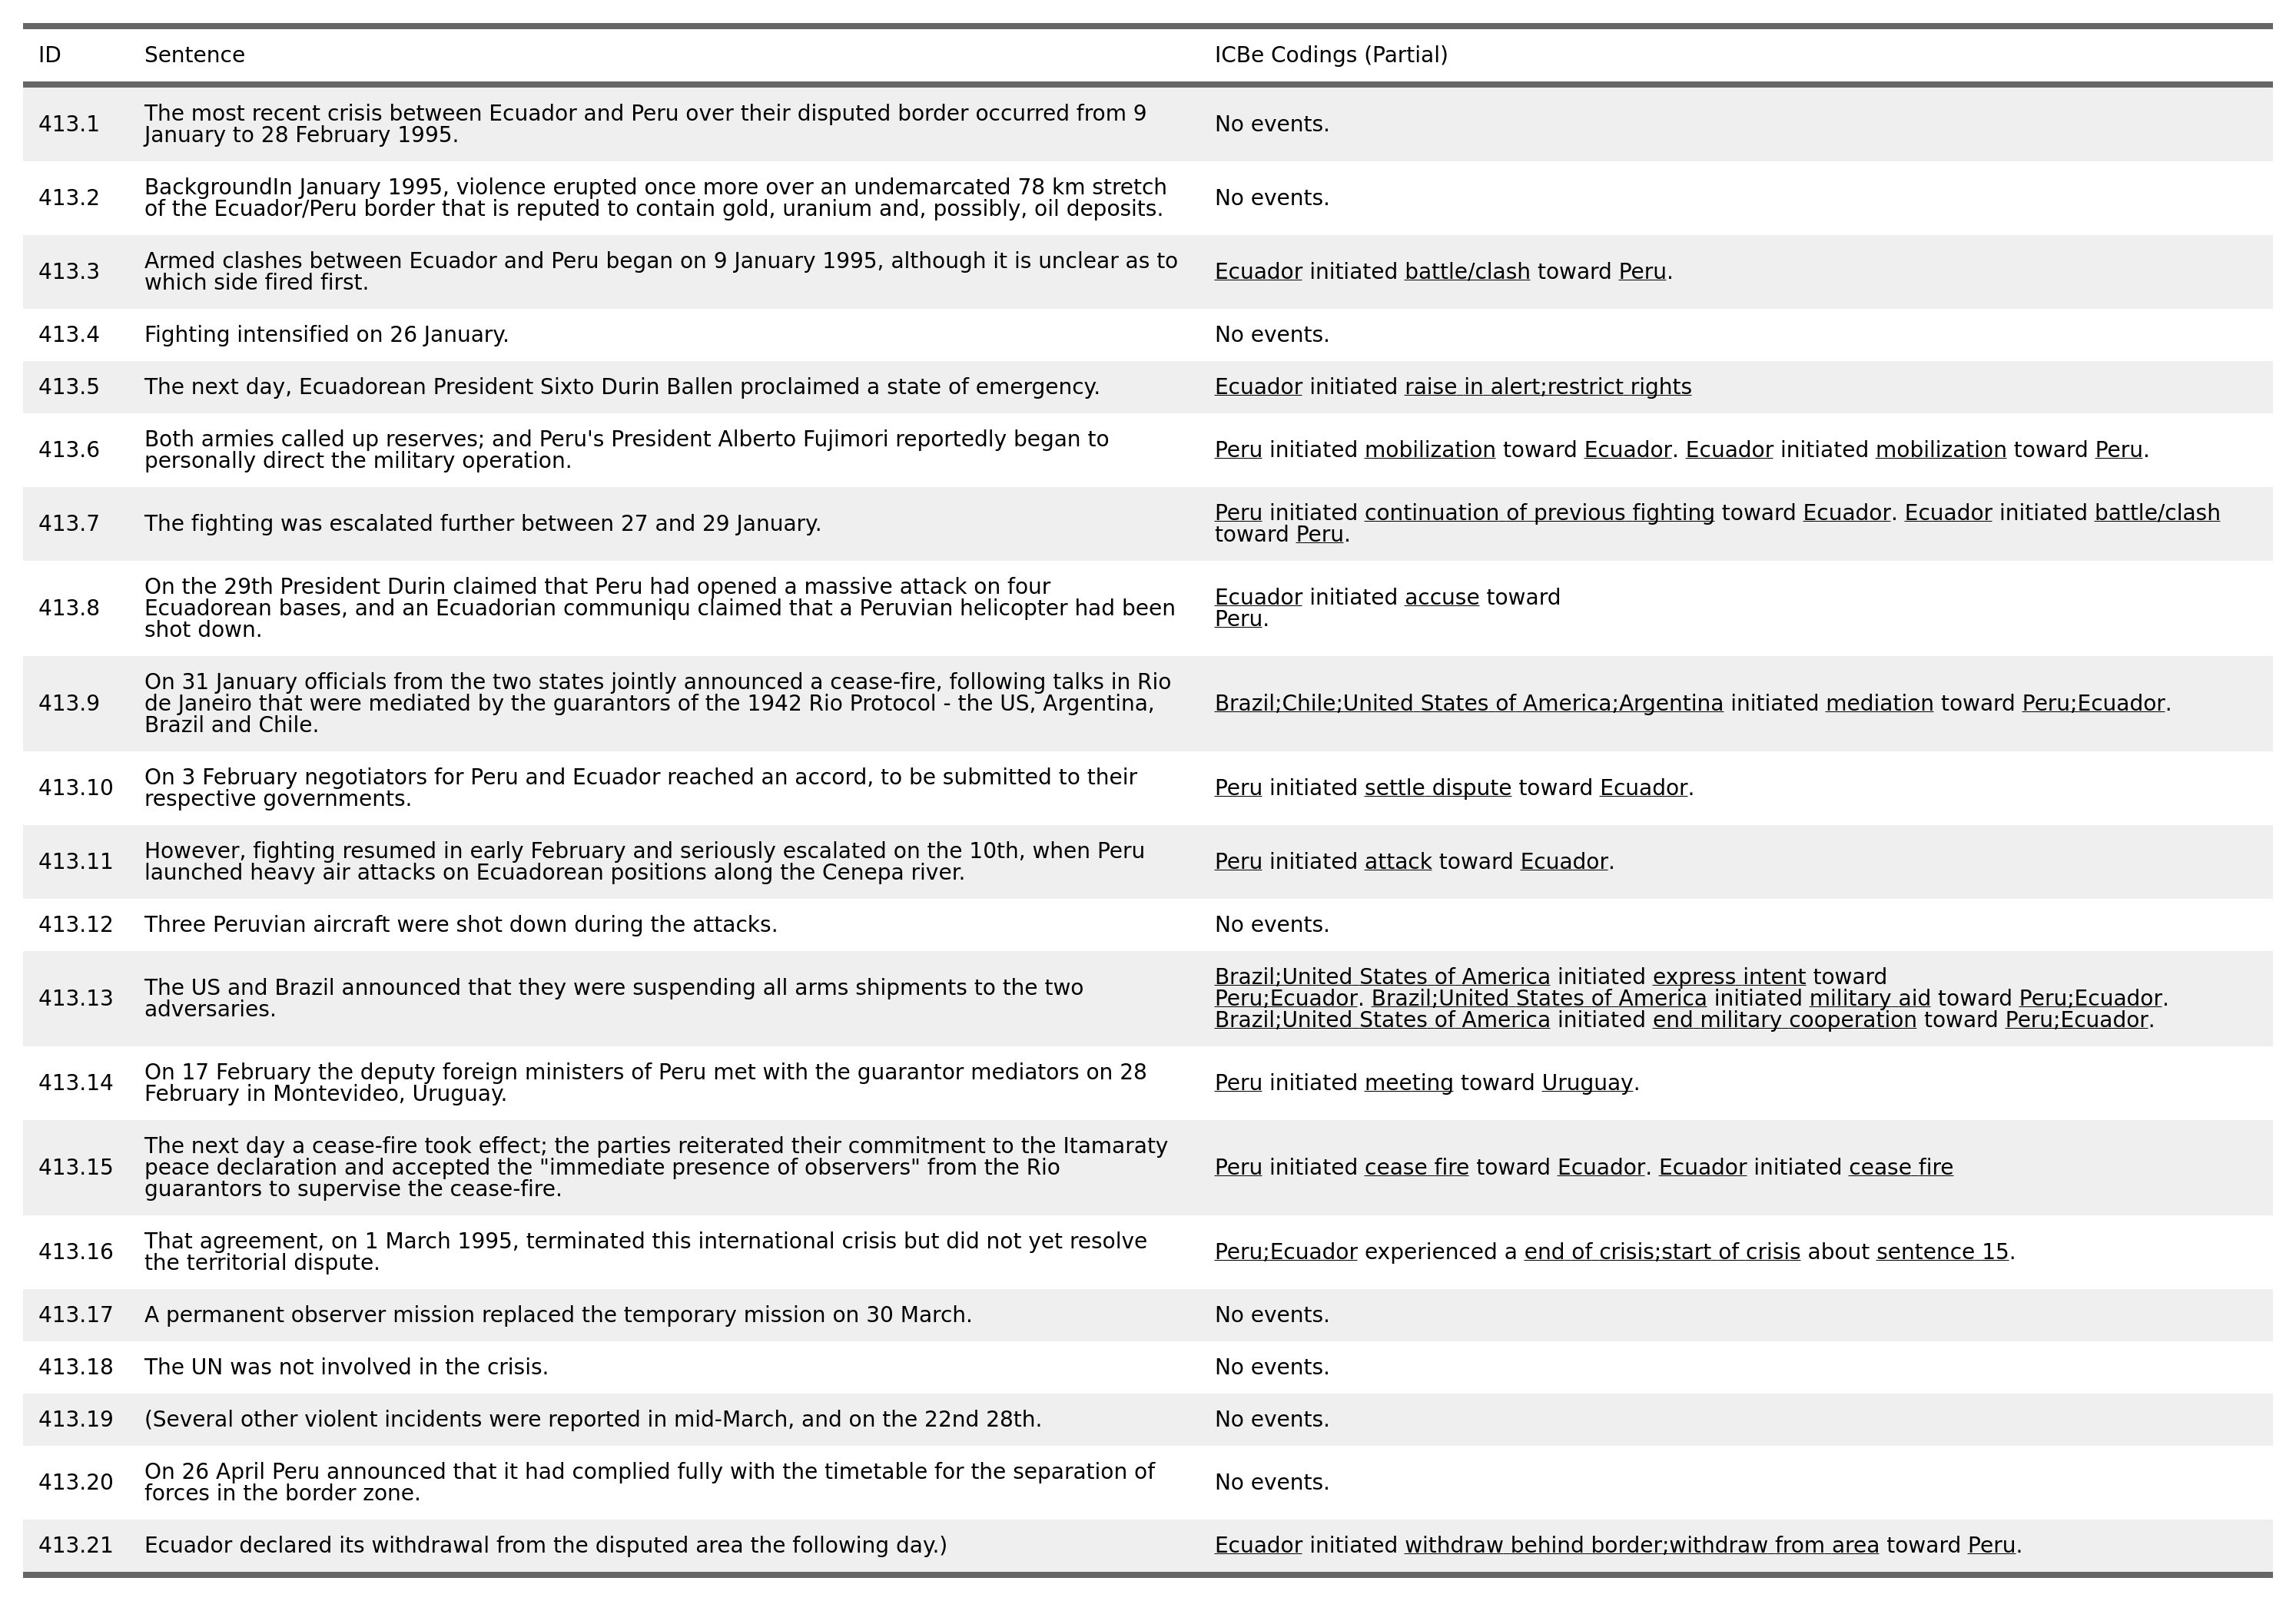 ID Sentence ICBe Codings (Partial)
413.1 The most recent crisis between Ecuador and Peru over their disputed border occurred from 9
January to 28 February 1995.
No events.
413.2 BackgroundIn January 1995, violence erupted once more over an undemarcated 78 km stretch
of the Ecuador/Peru border that is reputed to contain gold, uranium and, possibly, oil deposits.
No events.
413.3 Armed clashes between Ecuador and Peru began on 9 January 1995, although it is unclear as to
which side fired first.
Ecuador initiated battle/clash toward Peru.
413.4 Fighting intensified on 26 January. No events.
413.5 The next day, Ecuadorean President Sixto Durin Ballen proclaimed a state of emergency. Ecuador initiated raise in alert;restrict rights
413.6 Both armies called up reserves; and Peru's President Alberto Fujimori reportedly began to
personally direct the military operation.
Peru initiated mobilization toward Ecuador. Ecuador initiated mobilization toward Peru.
413.7 The fighting was escalated further between 27 and 29 January.
Peru initiated continuation of previous fighting toward Ecuador. Ecuador initiated battle/clash
toward Peru.
413.8 On the 29th President Durin claimed that Peru had opened a massive attack on four
Ecuadorean bases, and an Ecuadorian communiqu claimed that a Peruvian helicopter had been
shot down.
Ecuador initiated accuse toward
Peru.
413.9 On 31 January officials from the two states jointly announced a cease-fire, following talks in Rio
de Janeiro that were mediated by the guarantors of the 1942 Rio Protocol - the US, Argentina,
Brazil and Chile.
Brazil;Chile;United States of America;Argentina initiated mediation toward Peru;Ecuador.
413.10 On 3 February negotiators for Peru and Ecuador reached an accord, to be submitted to their
respective governments.
Peru initiated settle dispute toward Ecuador.
413.11 However, fighting resumed in early February and seriously escalated on the 10th, when Peru
launched heavy air attacks on Ecuadorean positions along the Cenepa river.
Peru initiated attack toward Ecuador.
413.12 Three Peruvian aircraft were shot down during the attacks. No events.
413.13 The US and Brazil announced that they were suspending all arms shipments to the two
adversaries.
Brazil;United States of America initiated express intent toward
Peru;Ecuador. Brazil;United States of America initiated military aid toward Peru;Ecuador.
Brazil;United States of America initiated end military cooperation toward Peru;Ecuador.
413.14 On 17 February the deputy foreign ministers of Peru met with the guarantor mediators on 28
February in Montevideo, Uruguay.
Peru initiated meeting toward Uruguay.
413.15 The next day a cease-fire took effect; the parties reiterated their commitment to the Itamaraty
peace declaration and accepted the "immediate presence of observers" from the Rio
guarantors to supervise the cease-fire.
Peru initiated cease fire toward Ecuador. Ecuador initiated cease fire
413.16 That agreement, on 1 March 1995, terminated this international crisis but did not yet resolve
the territorial dispute.
Peru;Ecuador experienced a end of crisis;start of crisis about sentence 15.
413.17 A permanent observer mission replaced the temporary mission on 30 March. No events.
413.18 The UN was not involved in the crisis. No events.
413.19 (Several other violent incidents were reported in mid-March, and on the 22nd 28th. No events.
413.20 On 26 April Peru announced that it had complied fully with the timetable for the separation of
forces in the border zone.
No events.
413.21 Ecuador declared its withdrawal from the disputed area the following day.) Ecuador initiated withdraw behind border;withdraw from area toward Peru.